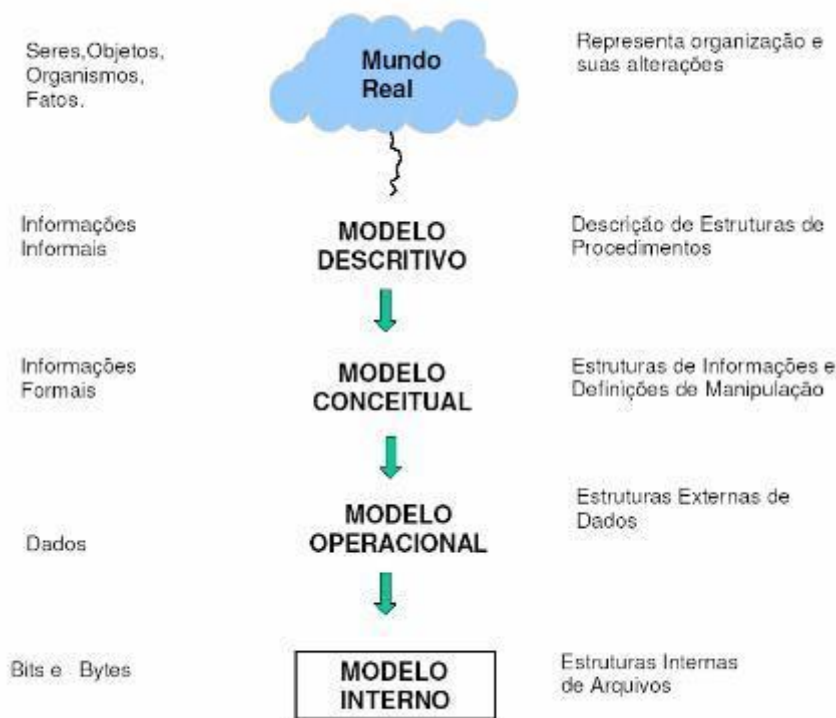 Seres,Objetos,
Organismos,
Fatos.
Mundo
Real
Representa organização e
suas alterações
Informações
Informais
MODELO
DESCRITIVO
Descrição de Estruturas de
Procedimentos
Informações
Formais
MODELO
CONCEITUAL
Estruturas de Informações e
Definições de Manipulação
Dados
MODELO
OPERACIONAL
Estruturas Externas de
Dados
Bits e Bytes
MODELO
INTERNO
Estruturas Internas
de Arquivos